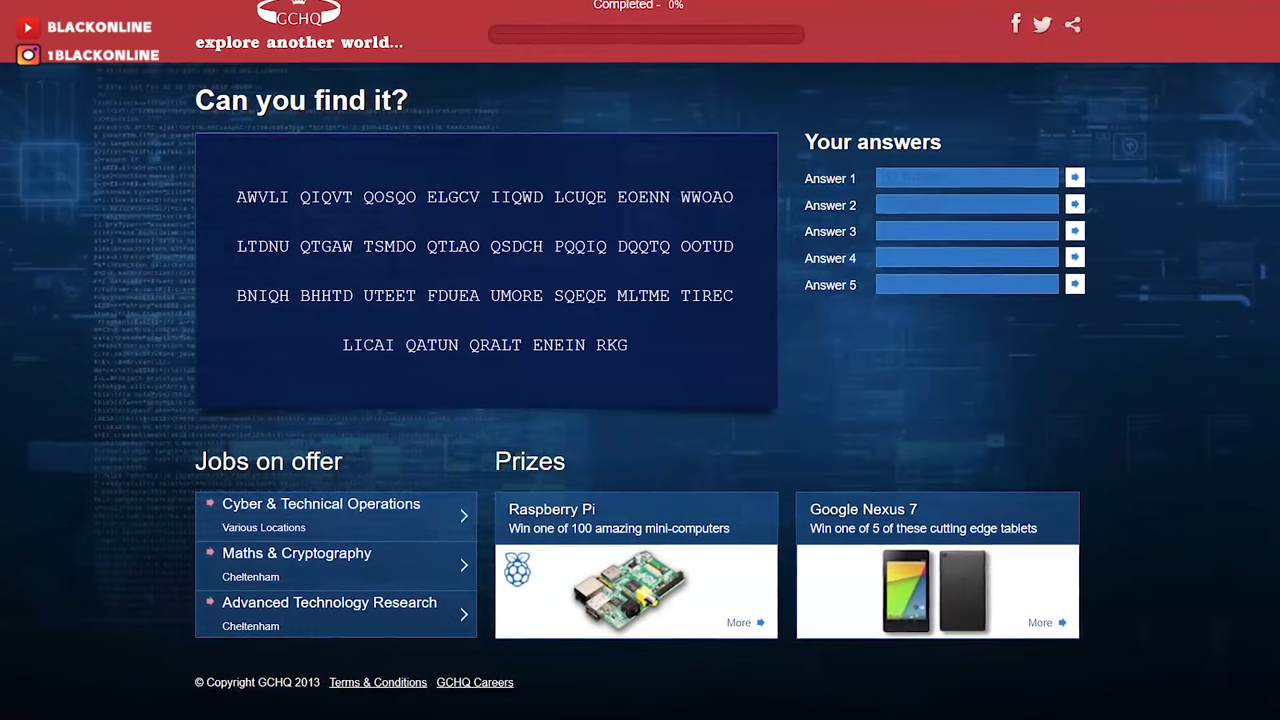 BLACKONLINE
1BLACKONLINE
GCHQ
explore another world...
Completed - 0%
Can you find it?
AWVLI QIQVT QOSQO ELGCV IIQWD LCUQE EOENN WWOAO
LTDNU QTGAW TSMDO QTLAO QSDCH PQQIQ DQQTQ OOTUD
BNIQH BHHTD UTEET FDUEA UMORE SQEQE MLTME TIREC
LICAI QATUN QRALT ENEIN RKG
Your answers
Answer 1
Answer 2
Answer 3
Answer 4
Answer 5
Jobs on offer
Cyber & Technical Operations
Various Locations
Maths & Cryptography
Cheltenham
Advanced Technology Research
Cheltenham
Prizes
Raspberry Pi
Win one of 100 amazing mini-computers
More
Google Nexus 7
Win one of 5 of these cutting edge tablets
More
© Copyright GCHQ 2013 Terms & Conditions GCHQ Careers